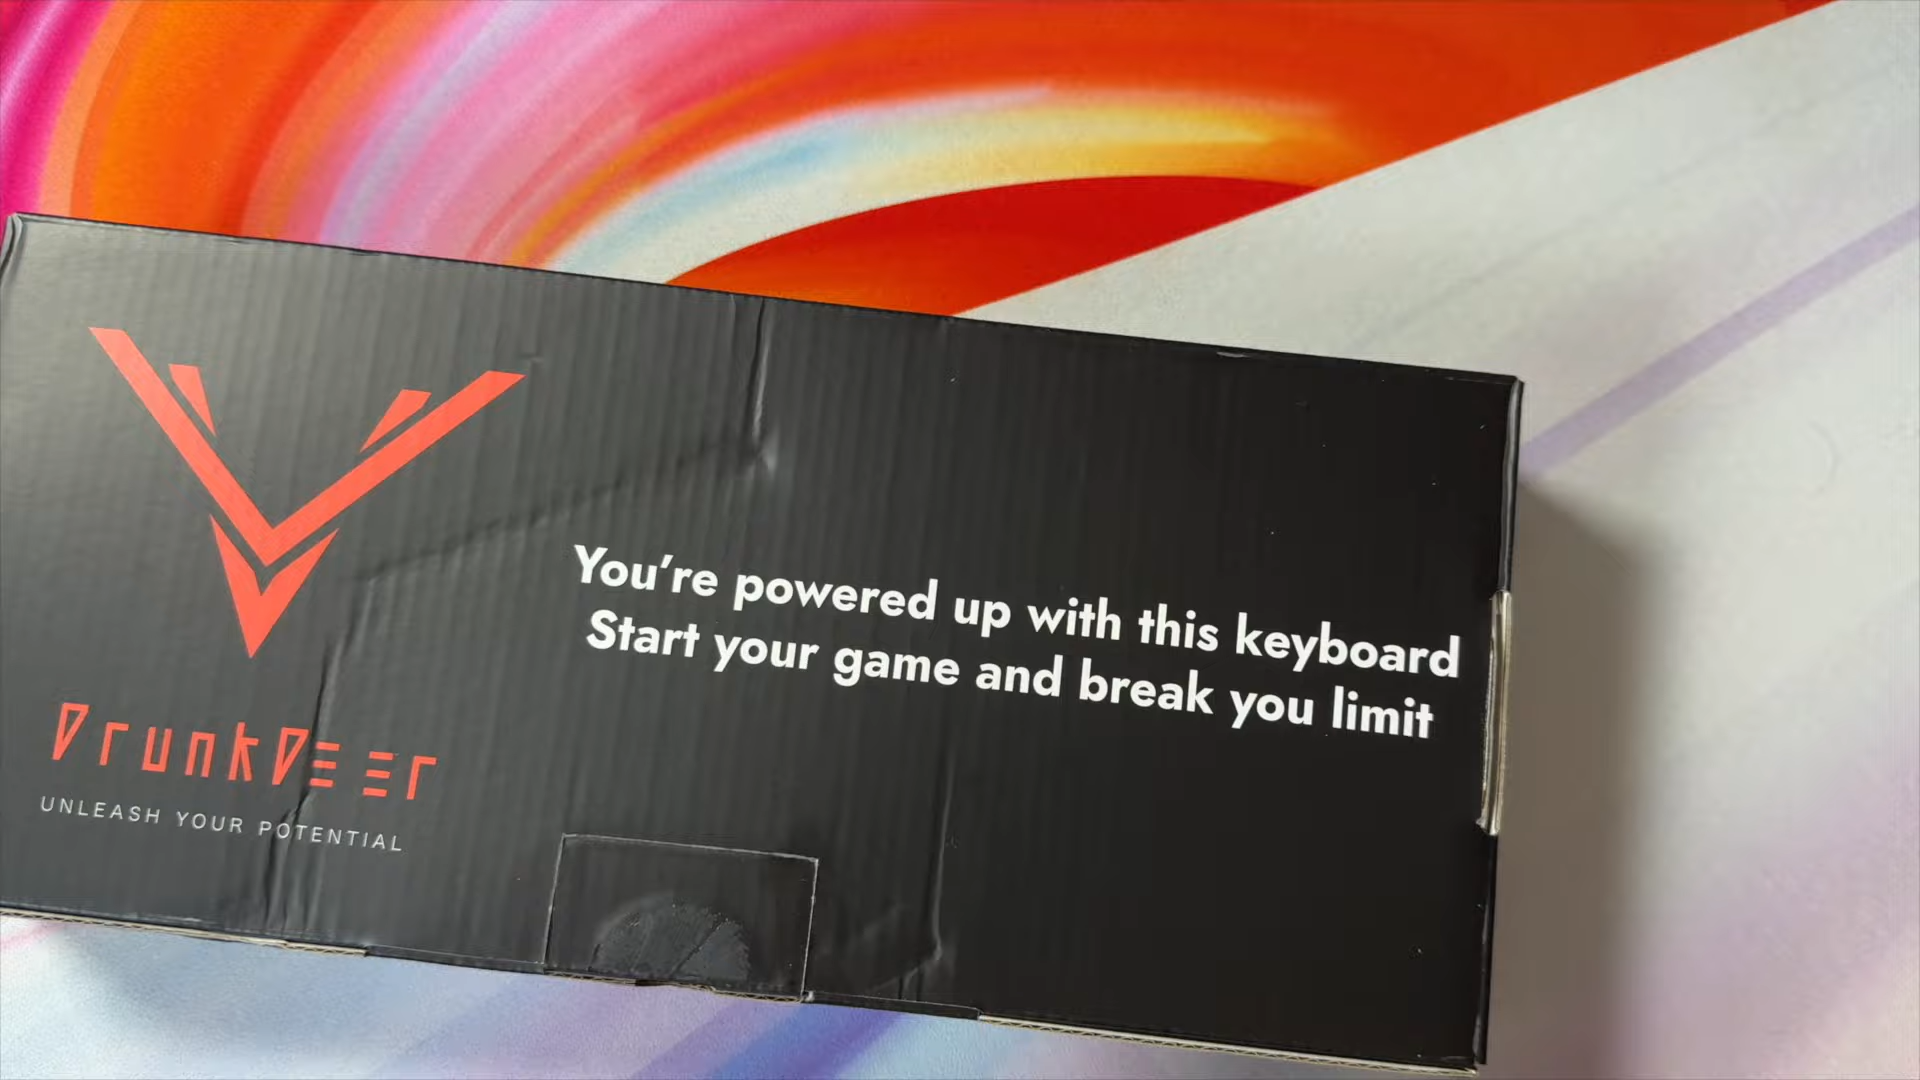 DrunkDeer
UNLEASH YOUR POTENTIAL
You're powered up with this keyboard
Start your game and break you limit